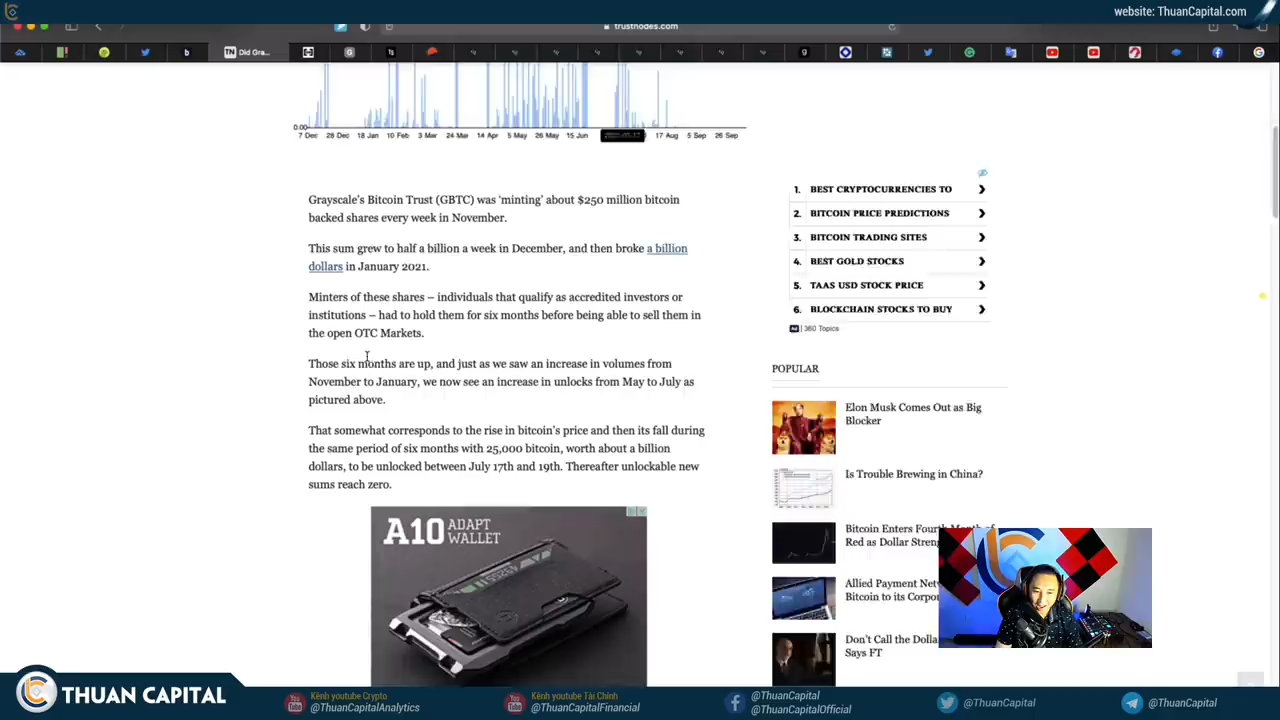 website: ThuanCapital.com
trustnodes.com
Did Gra...
0.00
7 Dec 28 Dec 18 Jan 10 Feb 3 Mar 24 Mar 14 Apr 5 May 26 May 15 Jun 17 Aug 5 Sep 26 Sep
Grayscale's Bitcoin Trust (GBTC) was 'minting' about $250 million bitcoin
backed shares every week in November.
This sum grew to half a billion a week in December, and then broke a billion
dollars in January 2021.
Minters of these shares – individuals that qualify as accredited investors or
institutions – had to hold them for six months before being able to sell them in
the open OTC Markets.
Those six months are up, and just as we saw an increase in volumes from
November to January, we now see an increase in unlocks from May to July as
pictured above.
That somewhat corresponds to the rise in bitcoin's price and then its fall during
the same period of six months with 25,000 bitcoin, worth about a billion
dollars, to be unlocked between July 17th and 19th. Thereafter unlockable new
sums reach zero.
A10 ADAPT
WALLET
1. BEST CRYPTOCURRENCIES TO
2. BITCOIN PRICE PREDICTIONS
3. BITCOIN TRADING SITES
4. BEST GOLD STOCKS
5. TAAS USD STOCK PRICE
6. BLOCKCHAIN STOCKS TO BUY
Ad | 360 Topics
POPULAR
Elon Musk Comes Out as Big
Blocker
Is Trouble Brewing in China?
Bitcoin Enters Fourth Month of
Red as Dollar
Allied Payment
Bitcoin to its
Don't Call the
Says FT
THUAN CAPITAL
Kênh youtube Crypto
@ThuanCapitalAnalytics
Kênh youtube Tài Chính
@ThuanCapitalFinancial
@ThuanCapital
@ThuanCapitalOfficial
@ThuanCapital
@ThuanCapital